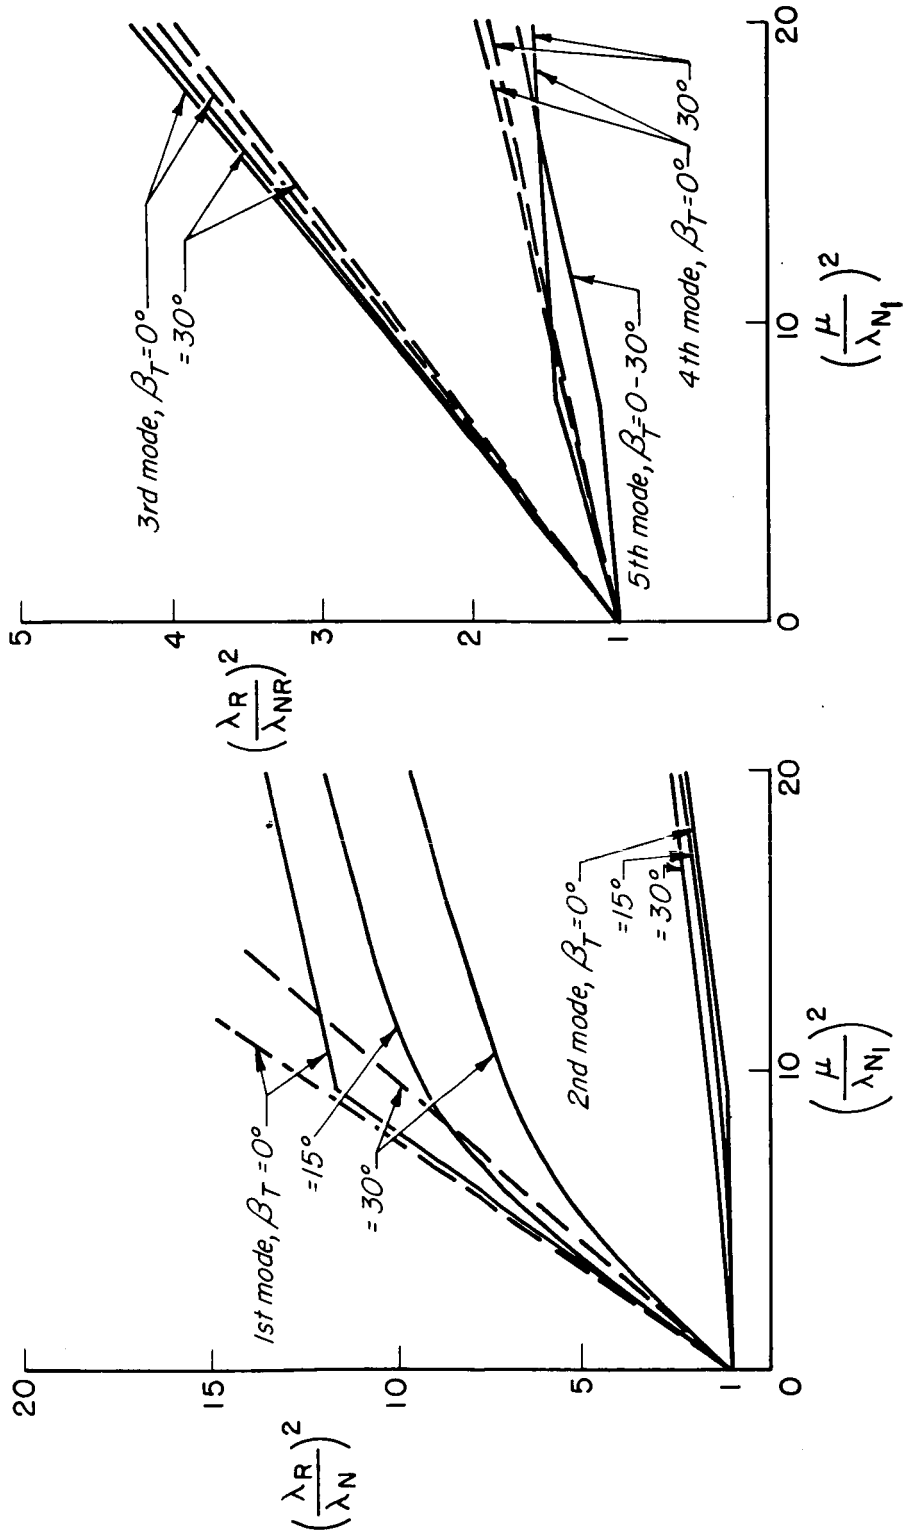 20
15
10
5
1
0
10
20
(λR/λN)²
(μ/λN1)²
1st mode, βT=0°
=15°
=30°
2nd mode, βT=0°
=15°
=30°
5
4
3
2
1
0
10
20
(λR/λNR)²
(μ/λN1)²
3rd mode, βT=0°
=30°
5th mode, βT=0-30°
4th mode, βT=0°
30°